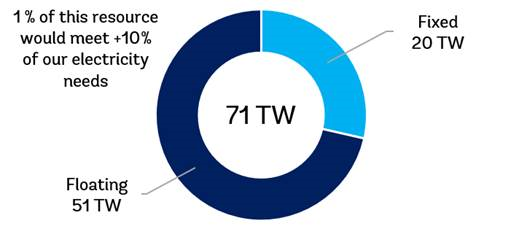 1% of this resource
would meet +10%
of our electricity
needs
Fixed
20 TW
71 TW
Floating
51 TW